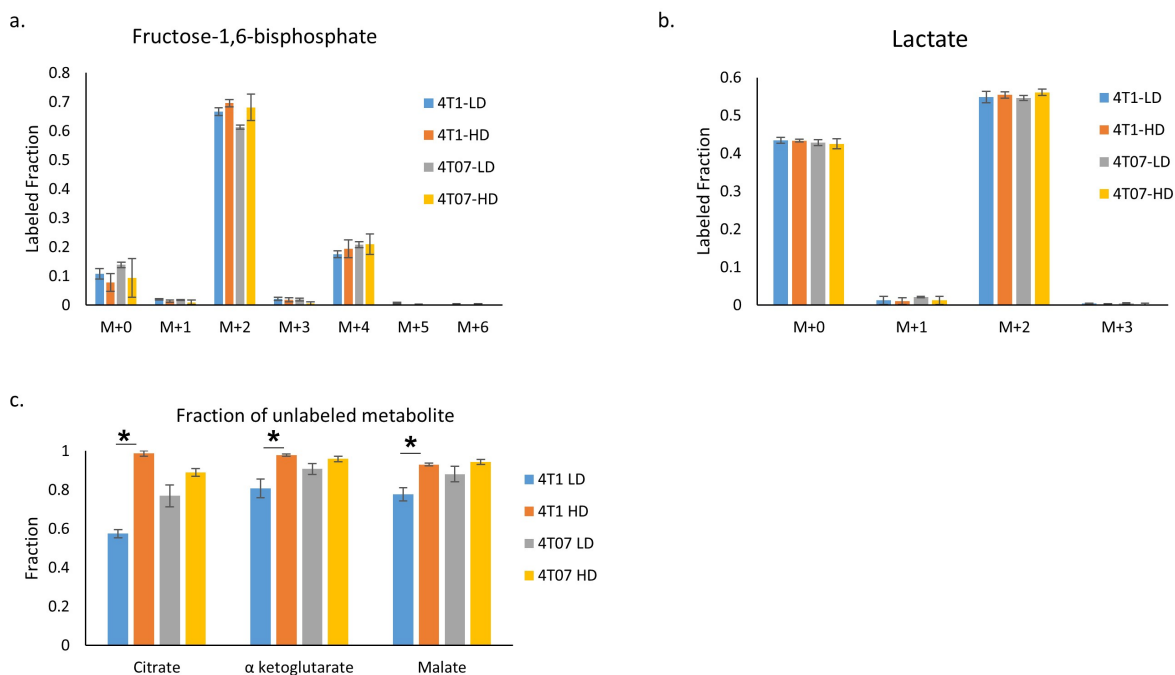 a.
Fructose-1,6-bisphosphate
0.8
0.7
0.6
0.5
0.4
0.3
0.2
0.1
0
Labeled Fraction
M+0 M+1 M+2 M+3 M+4 M+5 M+6
4T1-LD
4T1-HD
4T07-LD
4T07-HD
b.
Lactate
0.6
0.5
0.4
0.3
0.2
0.1
0
Labeled Fraction
M+0 M+1 M+2 M+3
4T1-LD
4T1-HD
4T07-LD
4T07-HD
c.
Fraction of unlabeled metabolite
* * *
1
0.8
0.6
0.4
0.2
0
Fraction
Citrate α ketoglutarate Malate
4T1 LD
4T1 HD
4T07 LD
4T07 HD